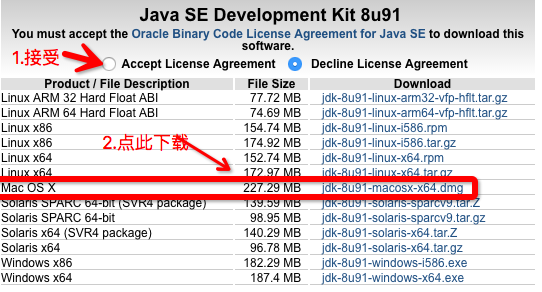 Java SE Development Kit 8u91
You must accept the Oracle Binary Code License Agreement for Java SE to download this
software.
1.接受
Accept License Agreement Decline License Agreement
Product / File Description File Size Download
Linux ARM 32 Hard Float ABI 77.72 MB jdk-8u91-linux-arm32-vfp-hflt.tar.gz
Linux ARM 64 Hard Float ABI 74.69 MB jdk-8u91-linux-arm64-vfp-hflt.tar.gz
Linux x86 154.74 MB jdk-8u91-linux-i586.rpm
Linux x86 174.92 MB jdk-8u91-linux-i586.tar.gz
2.点此下载
Linux x64 152.74 MB jdk-8u91-linux-x64.rpm
Linux x64 172.97 MB jdk-8u91-linux-x64.tar.gz
Mac OS X 227.29 MB jdk-8u91-macosx-x64.dmg
Solaris SPARC 64-bit (SVR4 package) 139.59 MB jdk-8u91-solaris-sparcv9.tar.Z
Solaris SPARC 64-bit 98.95 MB jdk-8u91-solaris-sparcv9.tar.gz
Solaris x64 (SVR4 package) 140.29 MB jdk-8u91-solaris-x64.tar.Z
Solaris x64 96.78 MB jdk-8u91-solaris-x64.tar.gz
Windows x86 182.29 MB jdk-8u91-windows-i586.exe
Windows x64 187.4 MB jdk-8u91-windows-x64.exe